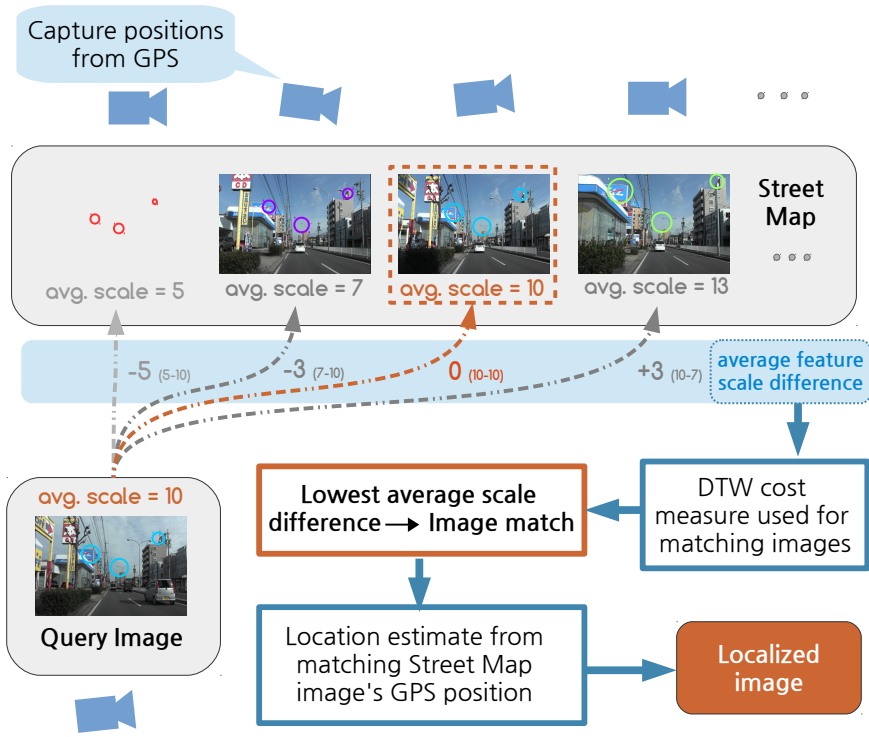 Capture positions
from GPS
Street
Map
avg. scale = 5
avg. scale = 7
avg. scale = 10
avg. scale = 13
-5 (5-10)
-3 (7-10)
0 (10-10)
+3 (10-7)
average feature
scale difference
avg. scale = 10
Query Image
Lowest average scale
difference → Image match
DTW cost
measure used for
matching images
Location estimate from
matching Street Map
image's GPS position
Localized
image